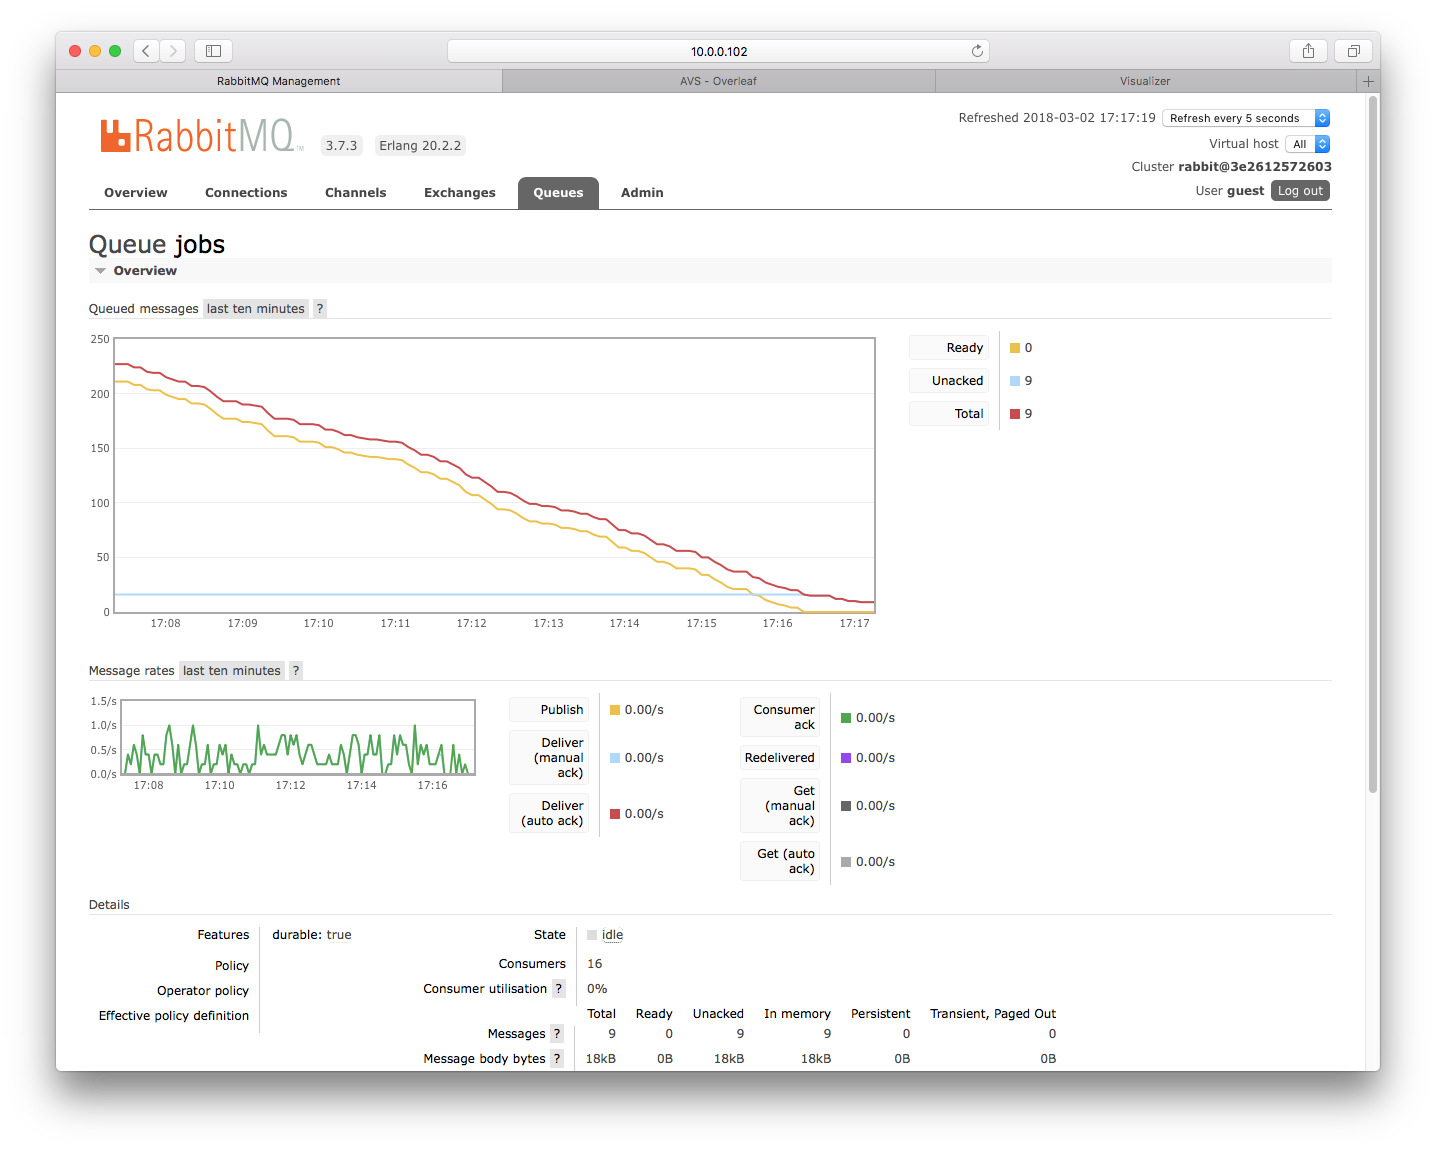 10.0.0.102
RabbitMQ Management
AVS - Overleaf
Visualizer
RabbitMQ TM
3.7.3
Erlang 20.2.2
Refreshed 2018-03-02 17:17:19 Refresh every 5 seconds
Virtual host All
Cluster rabbit@3e2612572603
User guest Log out
Overview Connections Channels Exchanges Queues Admin
Queue jobs
Overview
Queued messages last ten minutes ?
250
200
150
100
50
0
17:08 17:09 17:10 17:11 17:12 17:13 17:14 17:15 17:16 17:17
Ready 0
Unacked 9
Total 9
Message rates last ten minutes ?
1.5/s
1.0/s
0.5/s
0.0/s
17:08 17:10 17:12 17:14 17:16
Publish 0.00/s
Deliver
(manual 0.00/s
ack)
Deliver
(auto ack) 0.00/s
Consumer
ack 0.00/s
Redelivered 0.00/s
Get
(manual 0.00/s
ack)
Get (auto
ack) 0.00/s
Details
Features durable: true
Policy
Operator policy
Effective policy definition
State idle
Consumers 16
Consumer utilisation ? 0%
Total Ready Unacked In memory Persistent Transient, Paged Out
Messages ? 9 0 9 9 0 0
Message body bytes ? 18kB 0B 18kB 18kB 0B 0B